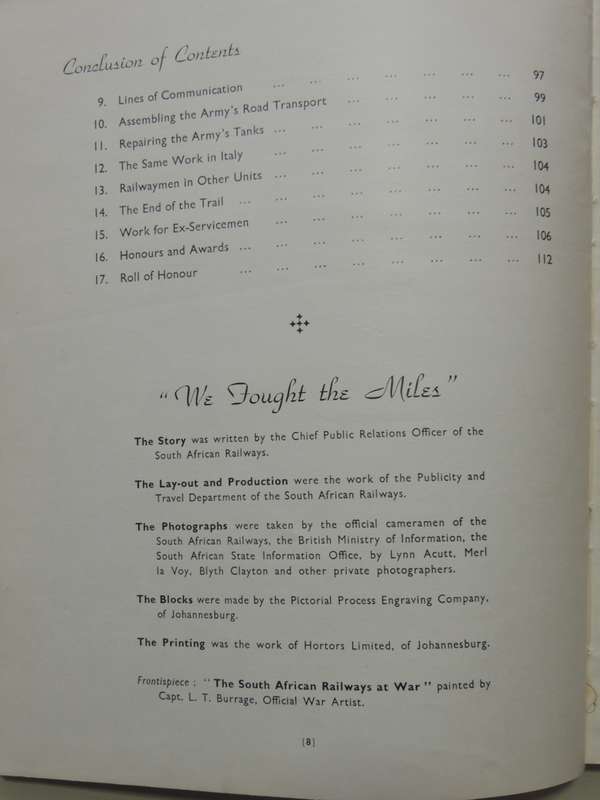 Conclusion of Contents
9. Lines of Communication ... ... ... ... ... ... ... 97
10. Assembling the Army's Road Transport ... ... ... ... ... 99
11. Repairing the Army's Tanks ... ... ... ... ... ... ... 101
12. The Same Work in Italy ... ... ... ... ... ... ... 103
13. Railwaymen in Other Units ... ... ... ... ... ... ... 104
14. The End of the Trail ... ... ... ... ... ... ... ... 104
15. Work for Ex-Servicemen ... ... ... ... ... ... ... 105
16. Honours and Awards ... ... ... ... ... ... ... ... 106
17. Roll of Honour ... ... ... ... ... ... ... ... 112
"We Fought the Miles"
The Story was written by the Chief Public Relations Officer of the
South African Railways.
The Lay-out and Production were the work of the Publicity and
Travel Department of the South African Railways.
The Photographs were taken by the official cameramen of the
South African Railways, the British Ministry of Information, the
South African State Information Office, by Lynn Acutt, Merl
la Voy, Blyth Clayton and other private photographers.
The Blocks were made by the Pictorial Process Engraving Company,
of Johannesburg.
The Printing was the work of Hortors Limited, of Johannesburg.
Frontispiece : "The South African Railways at War" painted by
Capt. L. T. Burrage, Official War Artist.
[8]